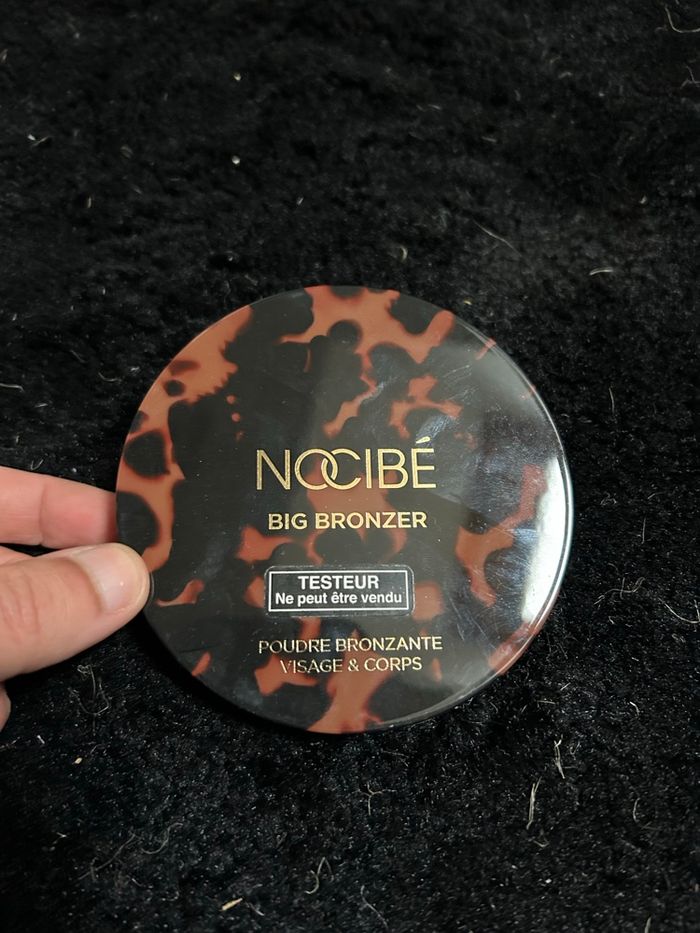 NOCIBÉ
BIG BRONZER
TESTEUR
Ne peut être vendu
POUDRE BRONZANTE
VISAGE & CORPS